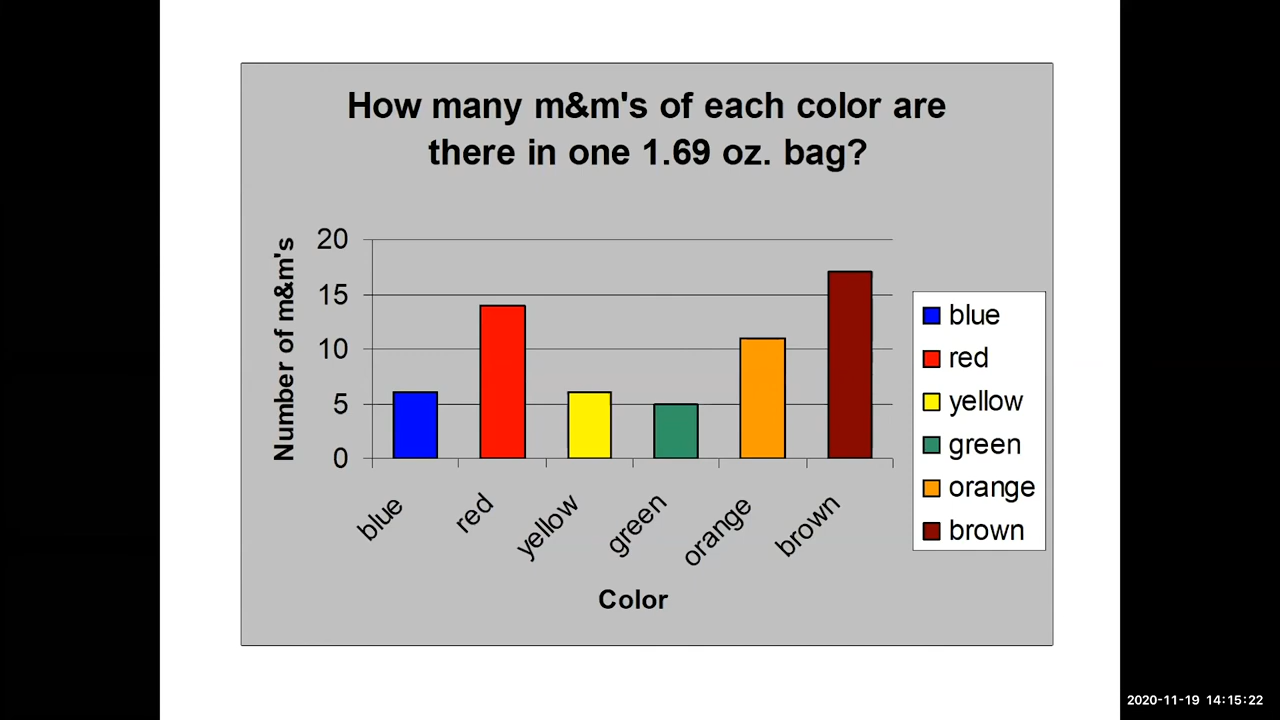 How many m&m's of each color are
there in one 1.69 oz. bag?
Number of m&m's
20
15
10
5
0
blue
red
yellow
green
orange
brown
Color
blue
red
yellow
green
orange
brown
2020-11-19 14:15:22